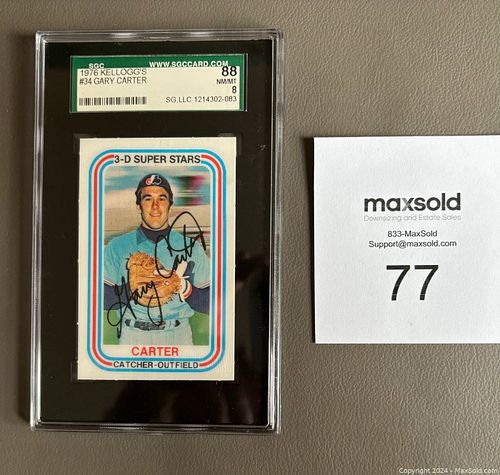 SGC WWW.SGCCARD.COM
1976 KELLOGG'S 88
#34 GARY CARTER NM/MT
8
SG,LLC 1214302-083
3-D SUPER STARS
Gary Carter
CARTER
CATCHER-OUTFIELD
maxsold
Downsizing and Estate Sales
833-MaxSold
Support@maxsold.com
77
Copyright 2024 - MaxSold.com